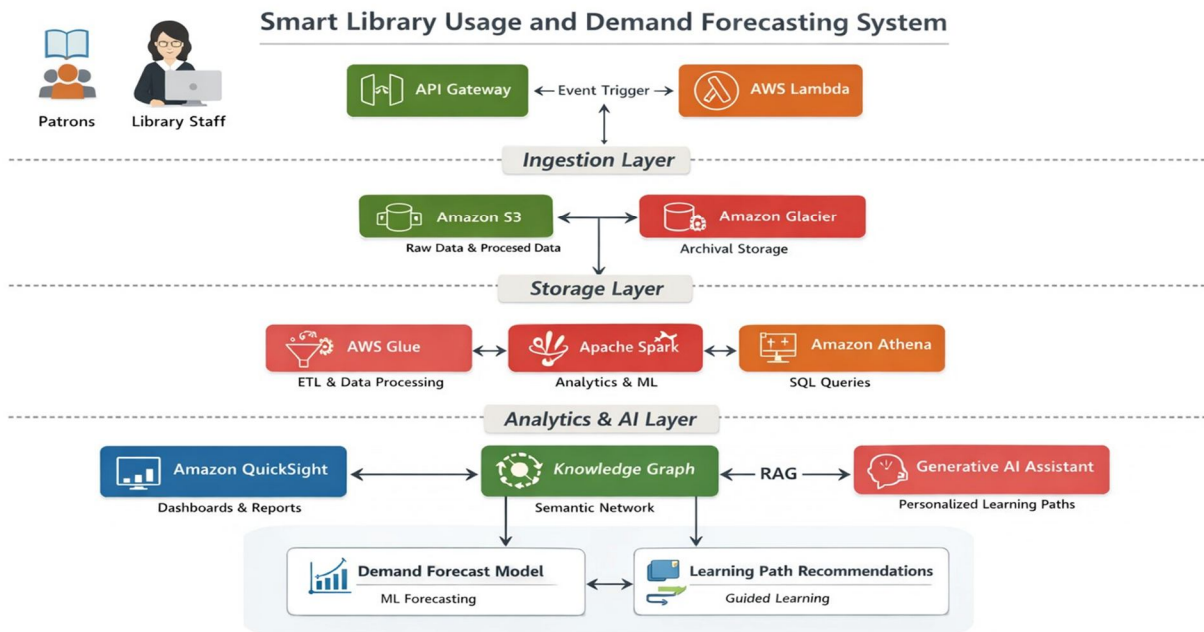 Smart Library Usage and Demand Forecasting System
Patrons
Library Staff
API Gateway
Event Trigger
AWS Lambda
Ingestion Layer
Amazon S3
Amazon Glacier
Raw Data & Procesed Data
Archival Storage
Storage Layer
AWS Glue
Apache Spark
Amazon Athena
ETL & Data Processing
Analytics & ML
SQL Queries
Analytics & AI Layer
Amazon QuickSight
Knowledge Graph
RAG
Generative AI Assistant
Dashboards & Reports
Semantic Network
Personalized Learning Paths
Demand Forecast Model
Learning Path Recommendations
ML Forecasting
Guided Learning